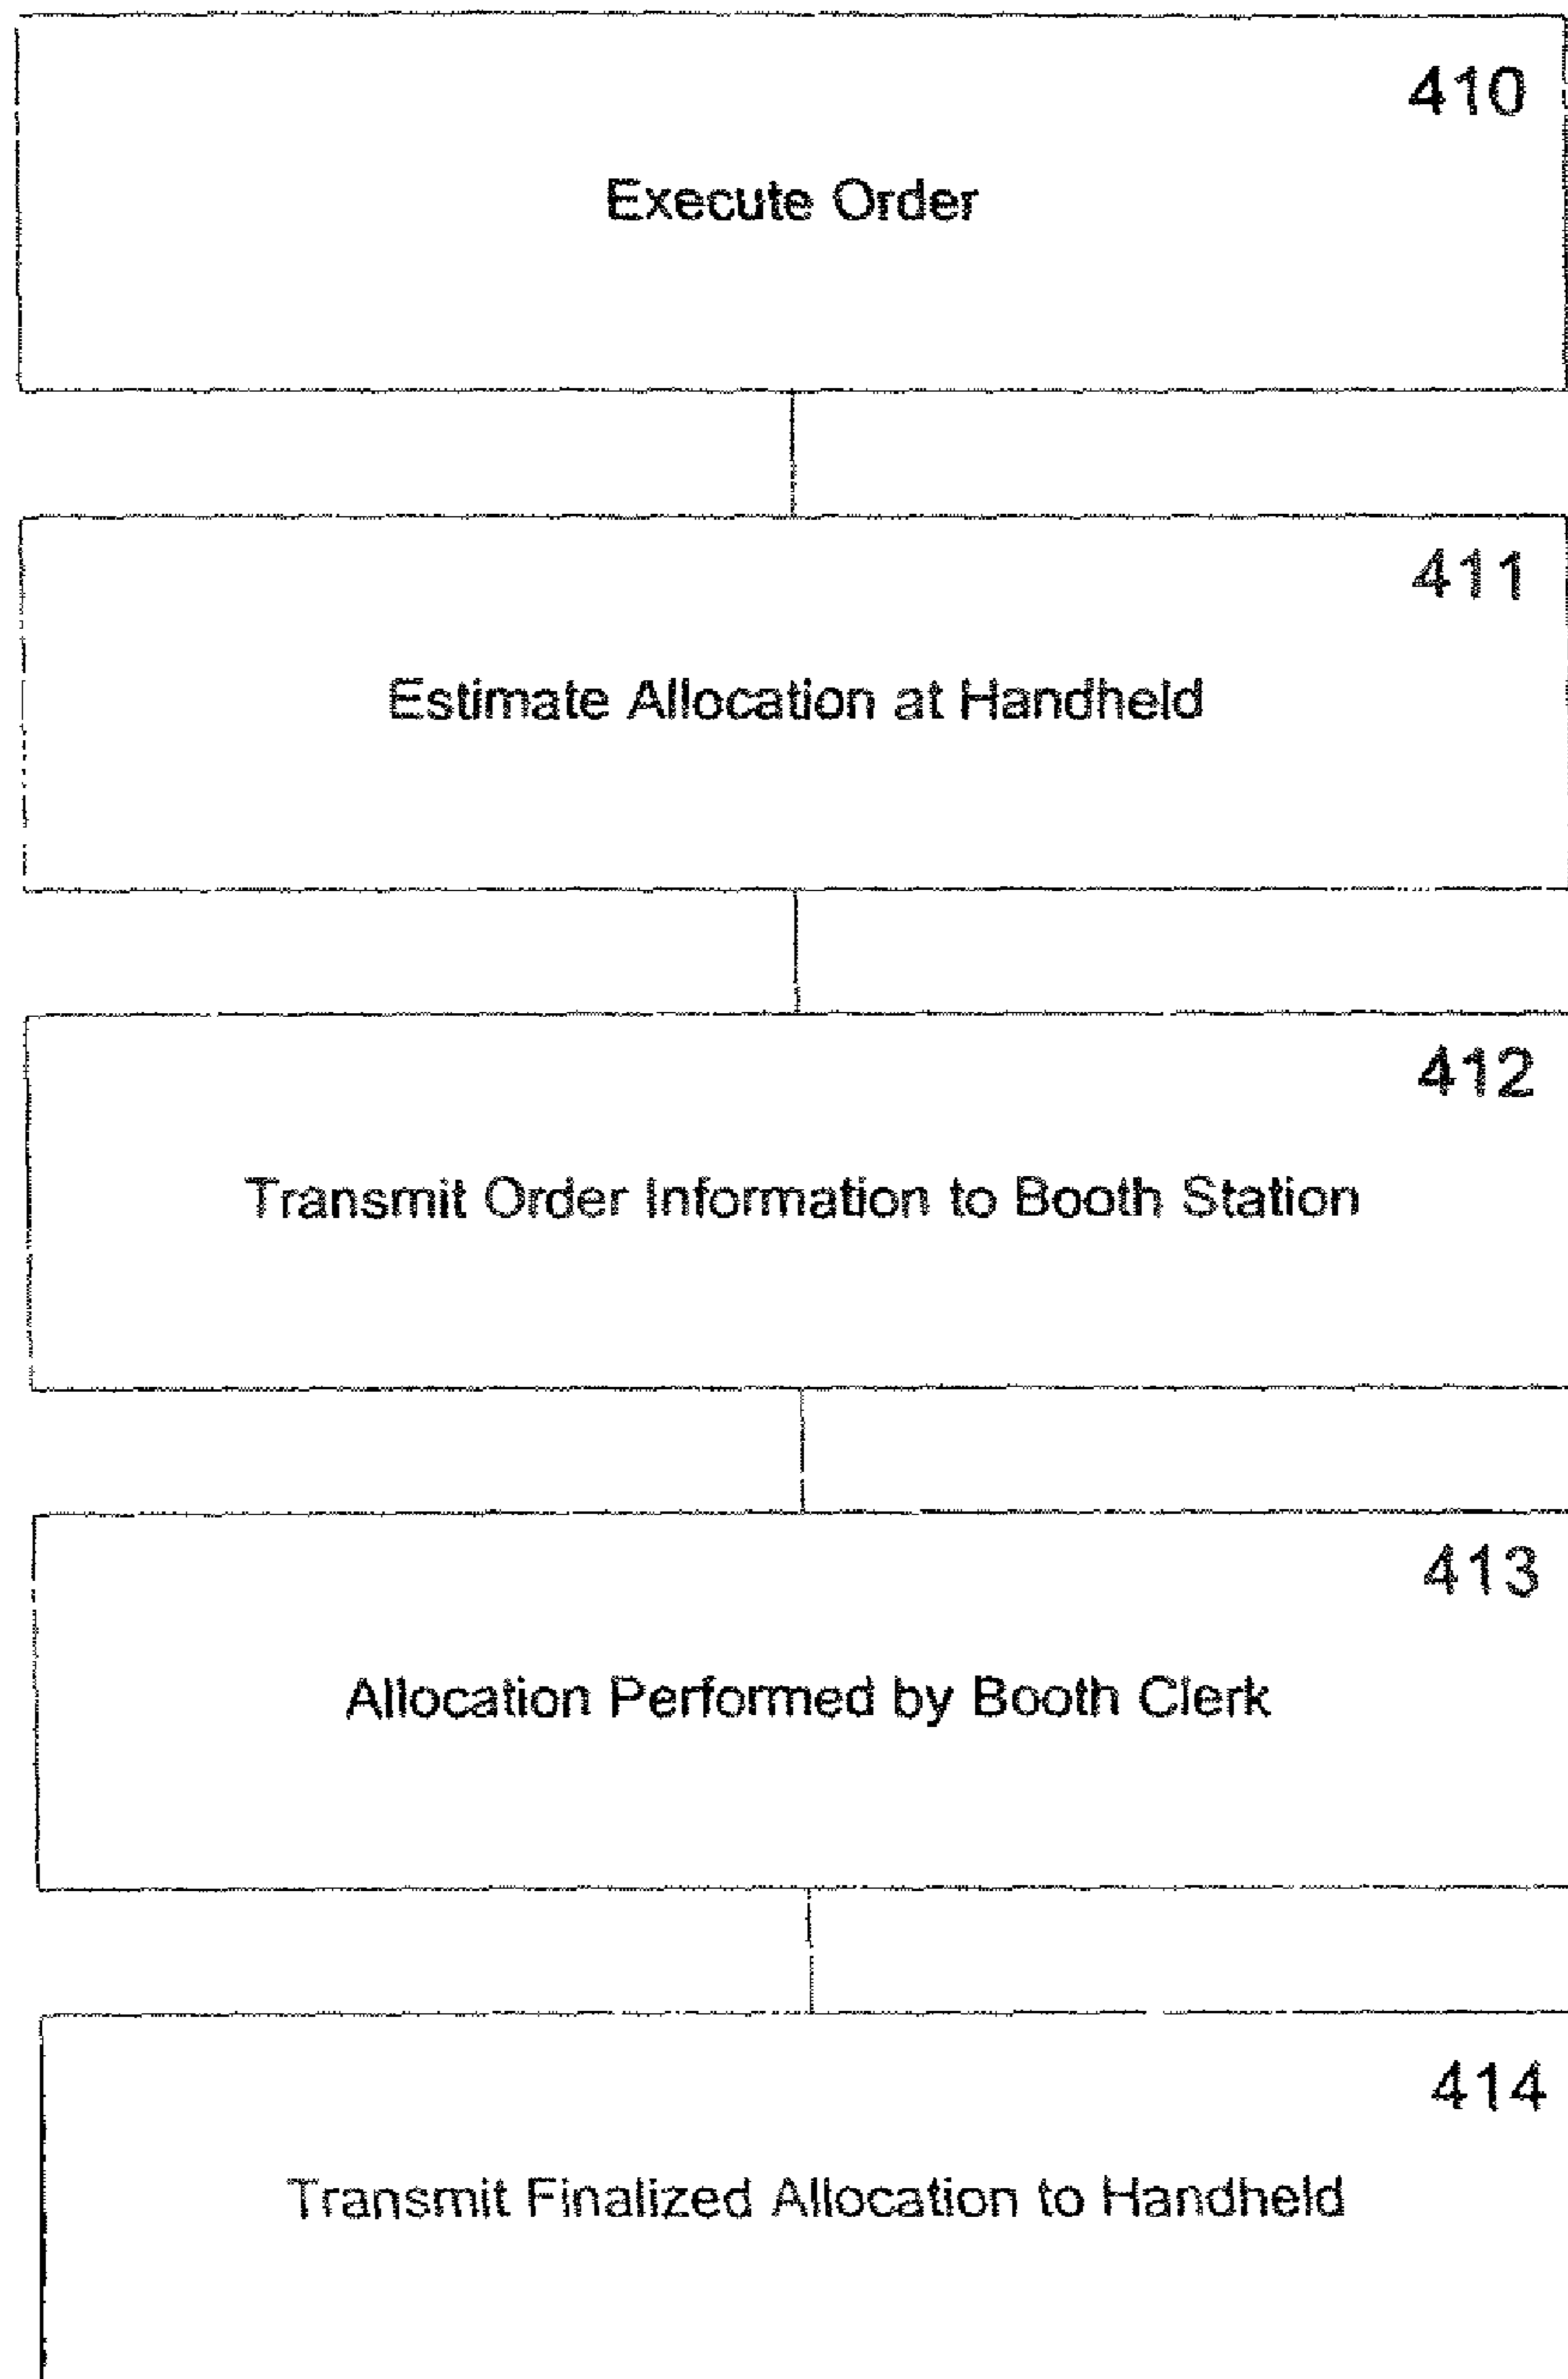 410
Execute Order
411
Estimate Allocation at Handheld
412
Transmit Order Information to Booth Station
413
Allocation Performed by Booth Clerk
414
Transmit Finalized Allocation to Handheld